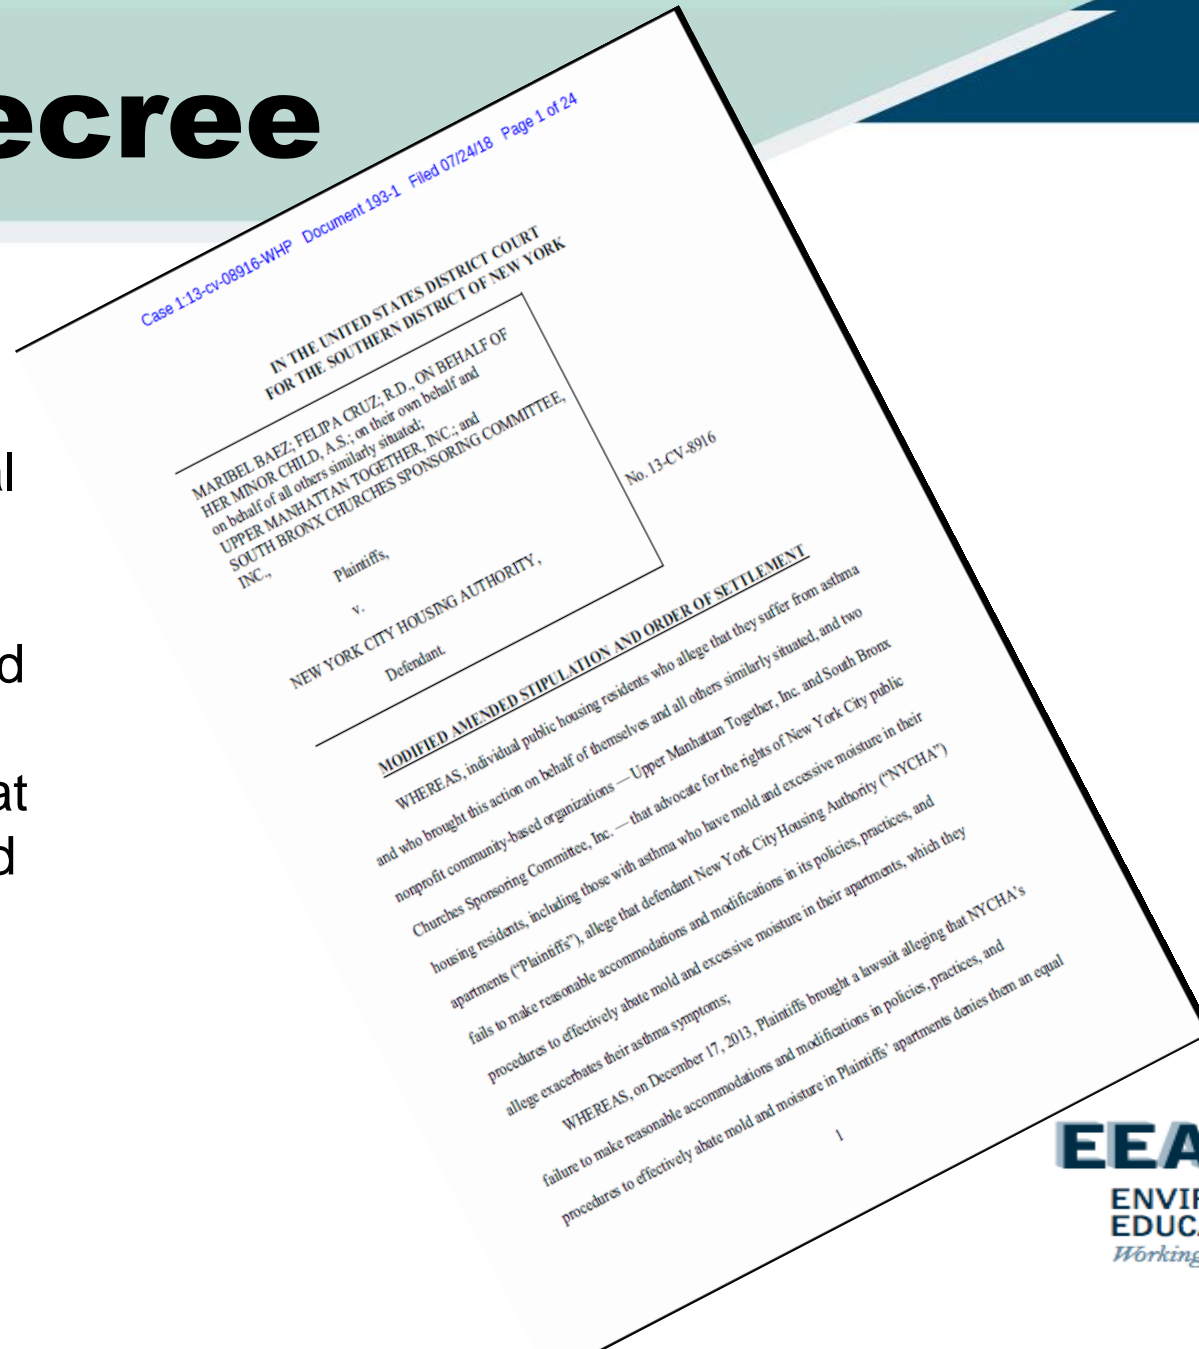 ecree
al
d
at
d
Case 1:13-cv-08916-WHP Document 193-1 Filed 07/24/18 Page 1 of 24
IN THE UNITED STATES DISTRICT COURT
FOR THE SOUTHERN DISTRICT OF NEW YORK
MARIBEL BAEZ; FELIPA CRUZ; R.D., ON BEHALF OF
HER MINOR CHILD, A.S.; on their own behalf and
on behalf of all others similarly situated;
UPPER MANHATTAN TOGETHER, INC.; and
SOUTH BRONX CHURCHES SPONSORING COMMITTEE,
INC.,
Plaintiffs,
v.
NEW YORK CITY HOUSING AUTHORITY,
Defendant.
No. 13-CV-8916
MODIFIED AMENDED STIPULATION AND ORDER OF SETTLEMENT
WHEREAS, individual public housing residents who allege that they suffer from asthma
and who brought this action on behalf of themselves and all others similarly situated, and two
nonprofit community-based organizations — Upper Manhattan Together, Inc. and South Bronx
Churches Sponsoring Committee, Inc. — that advocate for the rights of New York City public
housing residents, including those with asthma who have mold and excessive moisture in their
apartments (“Plaintiffs”), allege that defendant New York City Housing Authority (“NYCHA”)
fails to make reasonable accommodations and modifications in its policies, practices, and
procedures to effectively abate mold and excessive moisture in their apartments, which they
allege exacerbates their asthma symptoms;
WHEREAS, on December 17, 2013, Plaintiffs brought a lawsuit alleging that NYCHA’s
failure to make reasonable accommodations and modifications in policies, practices, and
procedures to effectively abate mold and moisture in Plaintiffs’ apartments denies them an equal
1
EEA
ENVIR
EDUCA
Working